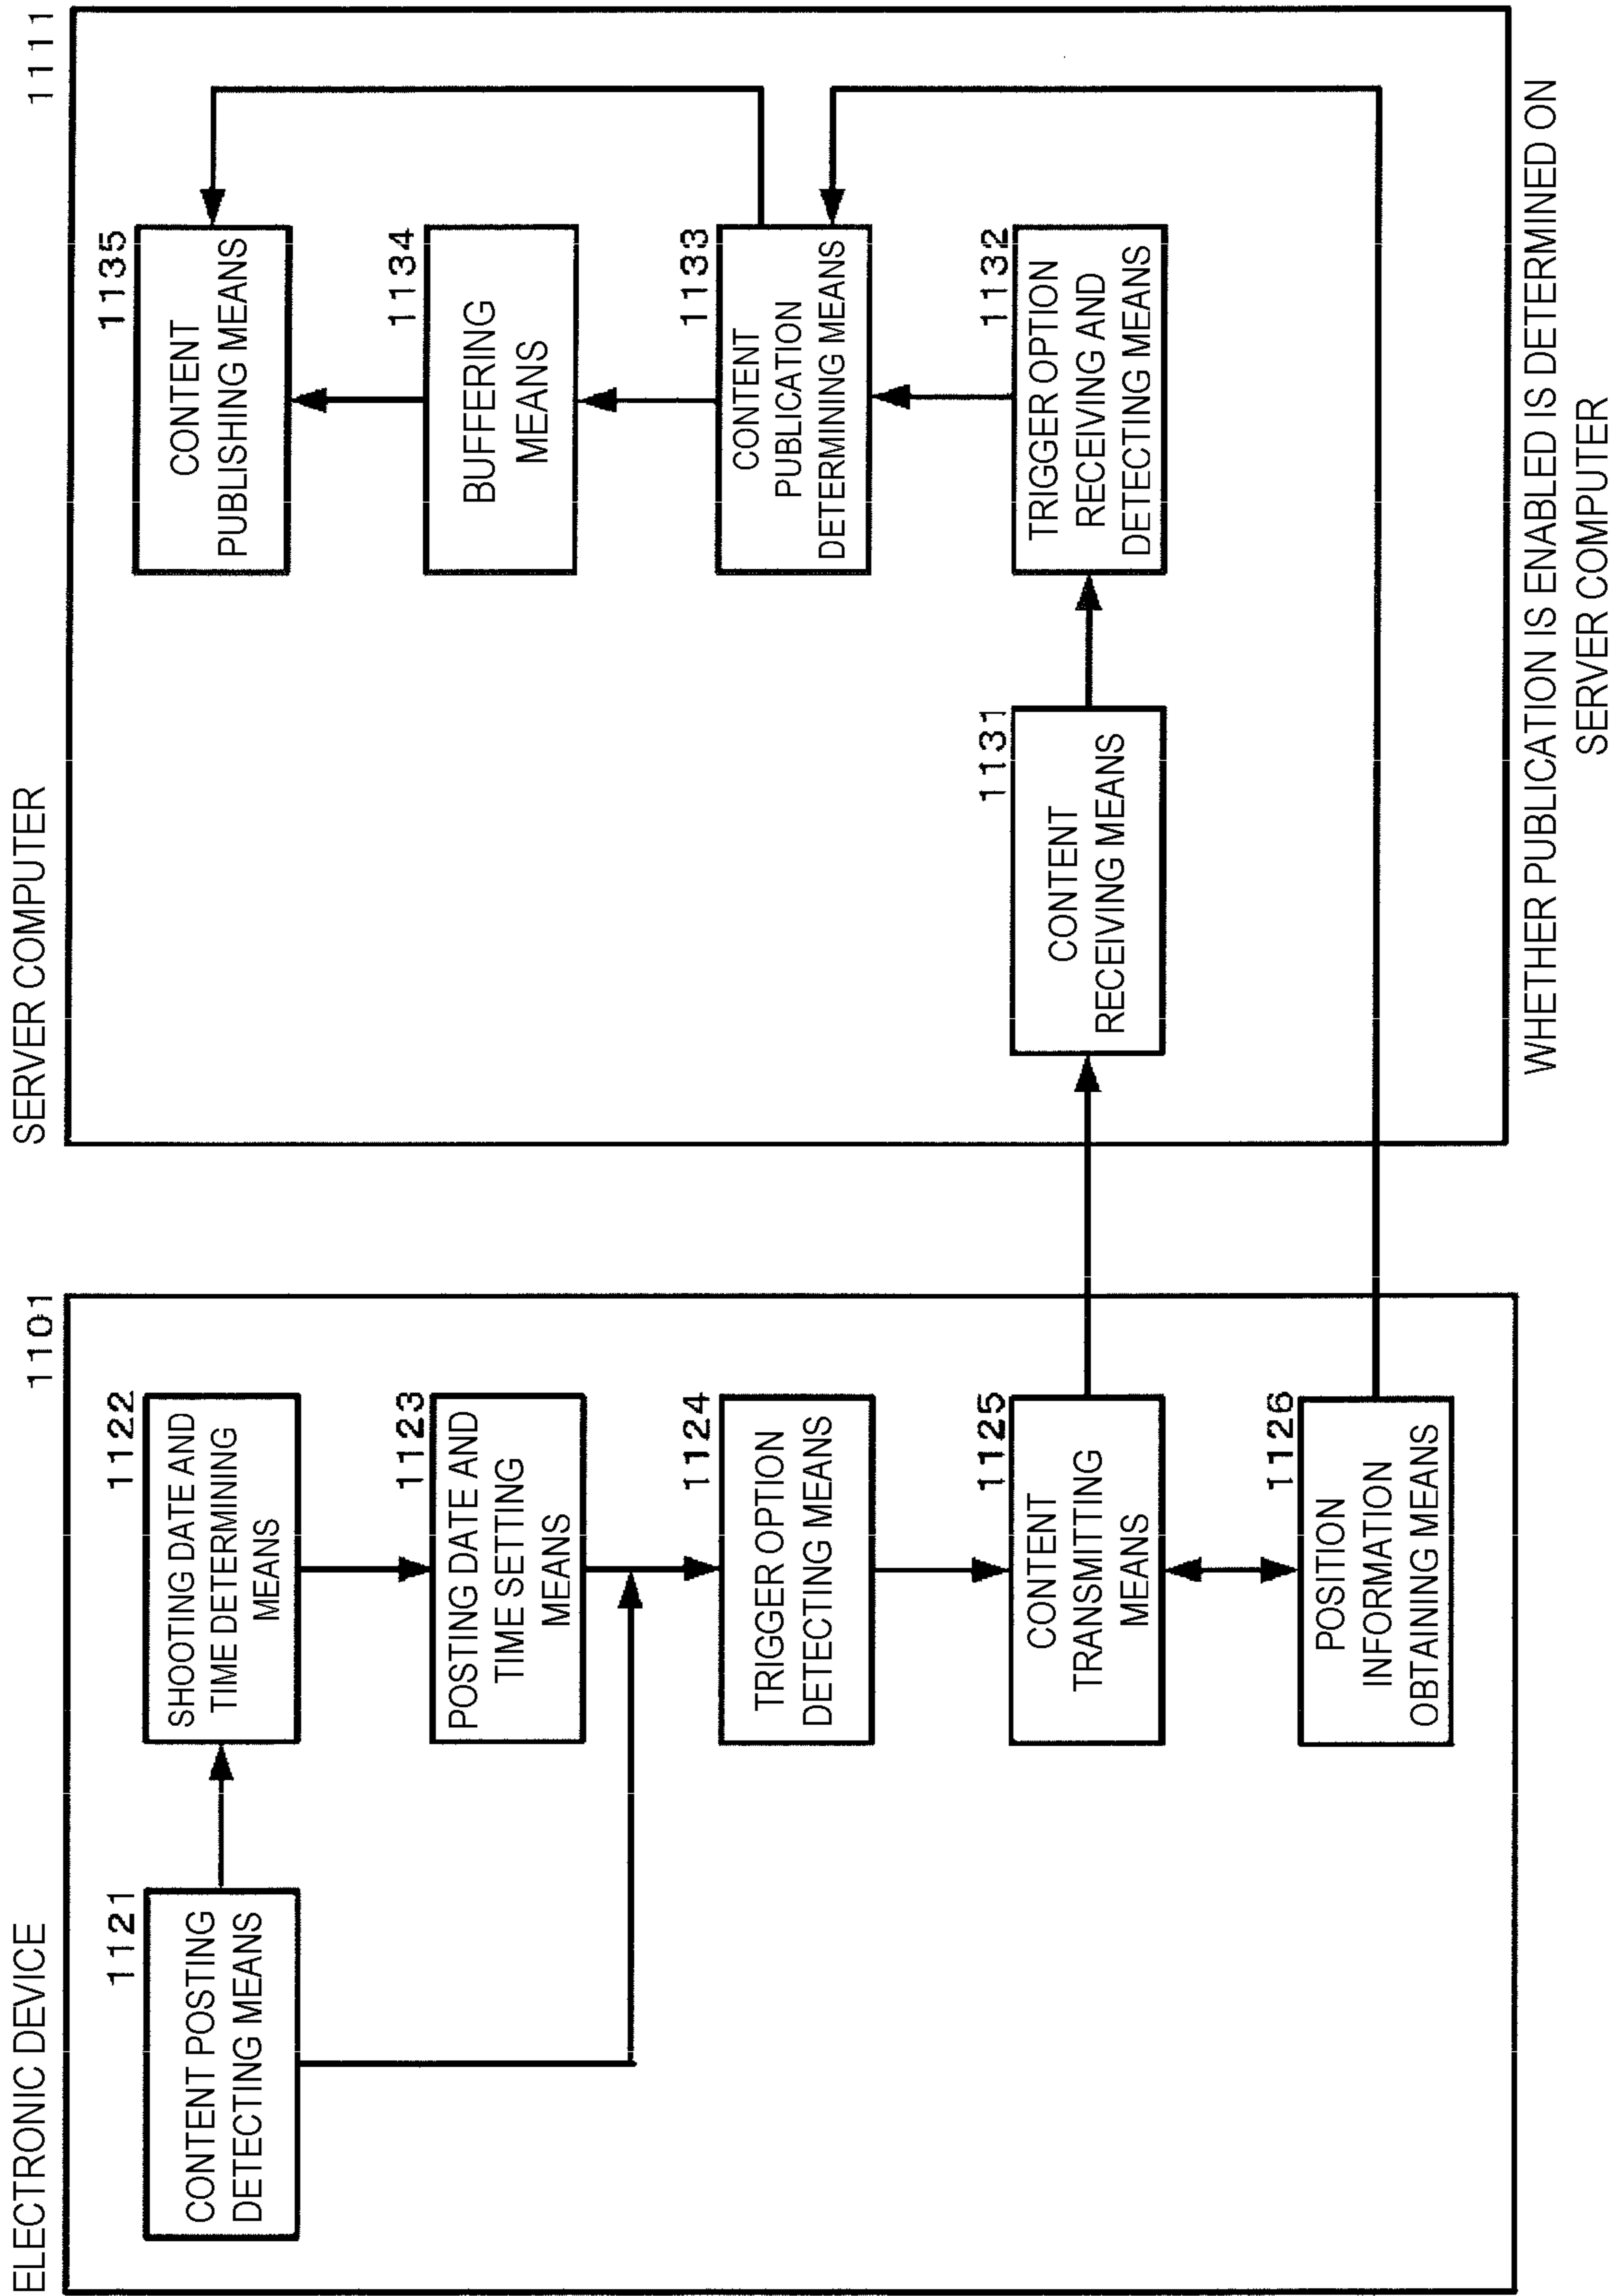 ELECTRONIC DEVICE
1101
1121
CONTENT POSTING
DETECTING MEANS
1122
SHOOTING DATE AND
TIME DETERMINING
MEANS
1123
POSTING DATE AND
TIME SETTING
MEANS
1124
TRIGGER OPTION
DETECTING MEANS
1125
CONTENT
TRANSMITTING
MEANS
1126
POSITION
INFORMATION
OBTAINING MEANS
SERVER COMPUTER
1111
1135
CONTENT
PUBLISHING MEANS
1134
BUFFERING
MEANS
1133
CONTENT
PUBLICATION
DETERMINING MEANS
1131
CONTENT
RECEIVING MEANS
1132
TRIGGER OPTION
RECEIVING AND
DETECTING MEANS
WHETHER PUBLICATION IS ENABLED IS DETERMINED ON
SERVER COMPUTER